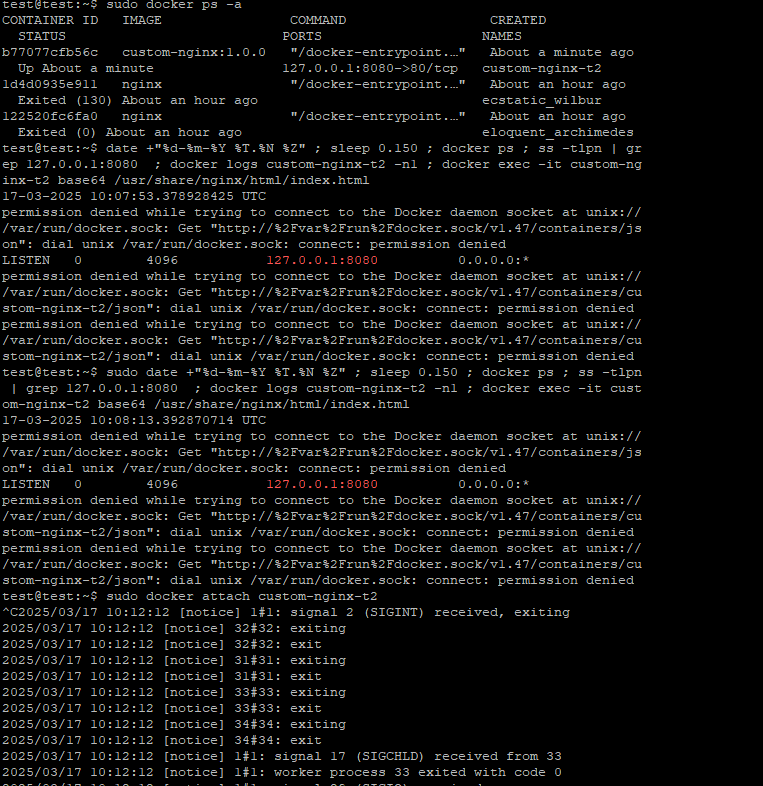 test@test:~$ sudo docker ps -a
CONTAINER ID   IMAGE                COMMAND                  CREATED
  STATUS                           PORTS                    NAMES
b77077cfb56c   custom-nginx:1.0.0   "/docker-entrypoint.…"   About a minute ago
  Up About a minute                127.0.0.1:8080->80/tcp   custom-nginx-t2
1d4d0935e911   nginx                "/docker-entrypoint.…"   About an hour ago
  Exited (130) About an hour ago                            ecstatic_wilbur
122520fc6fa0   nginx                "/docker-entrypoint.…"   About an hour ago
  Exited (0) About an hour ago                              eloquent_archimedes
test@test:~$ date +"%d-%m-%Y %T.%N %Z" ; sleep 0.150 ; docker ps ; ss -tlpn | gr
ep 127.0.0.1:8080  ; docker logs custom-nginx-t2 -n1 ; docker exec -it custom-ng
inx-t2 base64 /usr/share/nginx/html/index.html
17-03-2025 10:07:53.378928425 UTC
permission denied while trying to connect to the Docker daemon socket at unix://
/var/run/docker.sock: Get "http://%2Fvar%2Frun%2Fdocker.sock/v1.47/containers/js
on": dial unix /var/run/docker.sock: connect: permission denied
LISTEN   0        4096           127.0.0.1:8080          0.0.0.0:*
permission denied while trying to connect to the Docker daemon socket at unix://
/var/run/docker.sock: Get "http://%2Fvar%2Frun%2Fdocker.sock/v1.47/containers/cu
stom-nginx-t2/json": dial unix /var/run/docker.sock: connect: permission denied
permission denied while trying to connect to the Docker daemon socket at unix://
/var/run/docker.sock: Get "http://%2Fvar%2Frun%2Fdocker.sock/v1.47/containers/cu
stom-nginx-t2/json": dial unix /var/run/docker.sock: connect: permission denied
test@test:~$ sudo date +"%d-%m-%Y %T.%N %Z" ; sleep 0.150 ; docker ps ; ss -tlpn
 | grep 127.0.0.1:8080  ; docker logs custom-nginx-t2 -n1 ; docker exec -it cust
om-nginx-t2 base64 /usr/share/nginx/html/index.html
17-03-2025 10:08:13.392870714 UTC
permission denied while trying to connect to the Docker daemon socket at unix://
/var/run/docker.sock: Get "http://%2Fvar%2Frun%2Fdocker.sock/v1.47/containers/js
on": dial unix /var/run/docker.sock: connect: permission denied
LISTEN   0        4096           127.0.0.1:8080          0.0.0.0:*
permission denied while trying to connect to the Docker daemon socket at unix://
/var/run/docker.sock: Get "http://%2Fvar%2Frun%2Fdocker.sock/v1.47/containers/cu
stom-nginx-t2/json": dial unix /var/run/docker.sock: connect: permission denied
permission denied while trying to connect to the Docker daemon socket at unix://
/var/run/docker.sock: Get "http://%2Fvar%2Frun%2Fdocker.sock/v1.47/containers/cu
stom-nginx-t2/json": dial unix /var/run/docker.sock: connect: permission denied
test@test:~$ sudo docker attach custom-nginx-t2
^C2025/03/17 10:12:12 [notice] 1#1: signal 2 (SIGINT) received, exiting
2025/03/17 10:12:12 [notice] 32#32: exiting
2025/03/17 10:12:12 [notice] 32#32: exit
2025/03/17 10:12:12 [notice] 31#31: exiting
2025/03/17 10:12:12 [notice] 31#31: exit
2025/03/17 10:12:12 [notice] 33#33: exiting
2025/03/17 10:12:12 [notice] 33#33: exit
2025/03/17 10:12:12 [notice] 34#34: exiting
2025/03/17 10:12:12 [notice] 34#34: exit
2025/03/17 10:12:12 [notice] 1#1: signal 17 (SIGCHLD) received from 33
2025/03/17 10:12:12 [notice] 1#1: worker process 33 exited with code 0